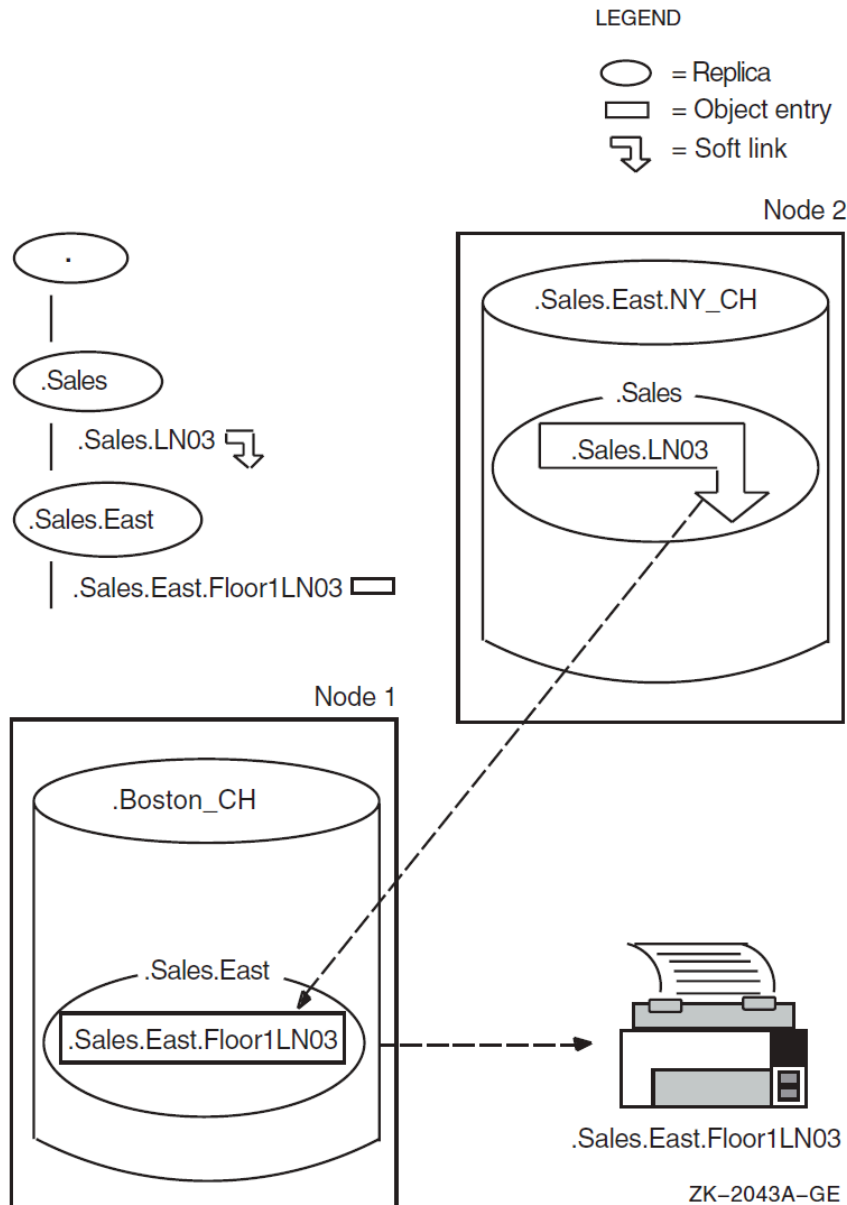 LEGEND
= Replica
= Object entry
= Soft link
Node 2
.
.Sales
.Sales.LN03
.Sales.East
.Sales.East.Floor1LN03
.Sales.East.NY_CH
.Sales
.Sales.LN03
Node 1
.Boston_CH
.Sales.East
.Sales.East.Floor1LN03
.Sales.East.Floor1LN03
ZK–2043A–GE